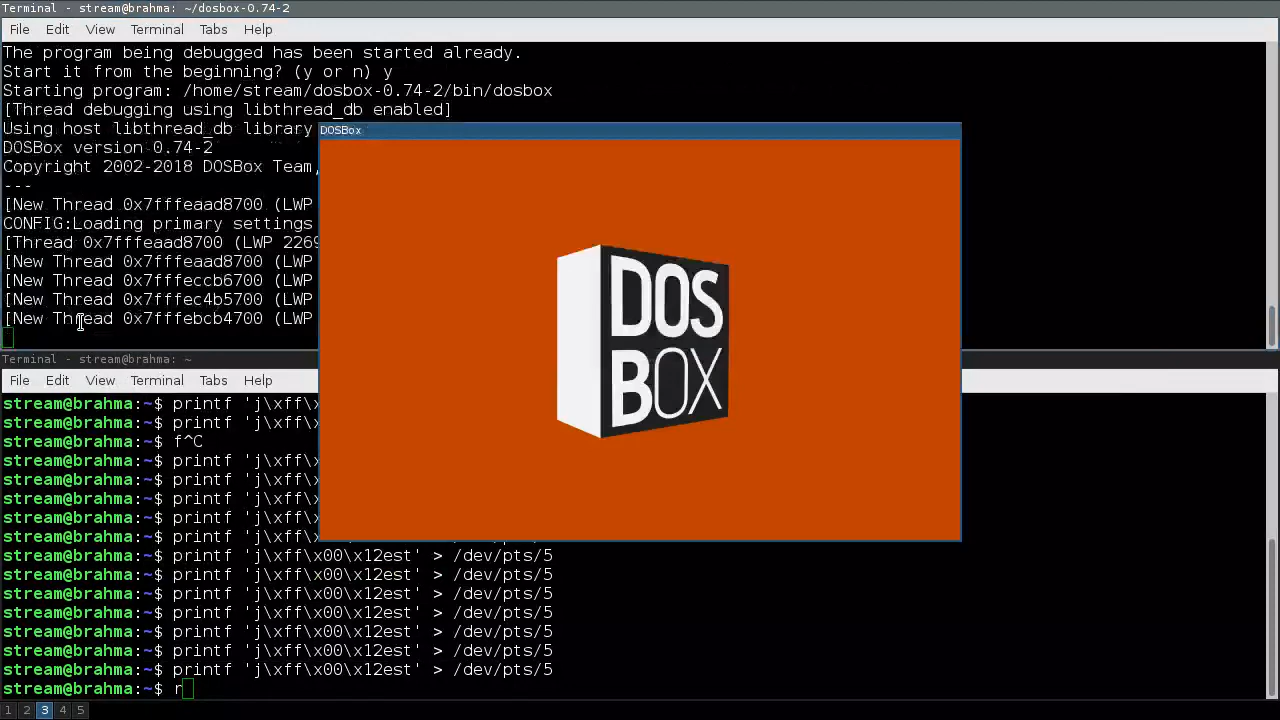 Terminal - stream@brahma: ~/dosbox-0.74-2
File Edit View Terminal Tabs Help
The program being debugged has been started already.
Start it from the beginning? (y or n) y
Starting program: /home/stream/dosbox-0.74-2/bin/dosbox
[Thread debugging using libthread_db enabled]
Using host libthread_db library
DOSBox version 0.74-2
Copyright 2002-2018 DOSBox Team,
---
[New Thread 0x7fffeaad8700 (LWP
CONFIG:Loading primary settings
[Thread 0x7fffeaad8700 (LWP 2269
[New Thread 0x7fffeaad8700 (LWP
[New Thread 0x7fffeccb6700 (LWP
[New Thread 0x7fffec4b5700 (LWP
[New Thread 0x7fffebcb4700 (LWP
DOSBox
DOS
BOX
Terminal - stream@brahma: ~
File Edit View Terminal Tabs Help
stream@brahma:~$ printf 'j\xff\x
stream@brahma:~$ printf 'j\xff\x
stream@brahma:~$ f^C
stream@brahma:~$ printf 'j\xff\x
stream@brahma:~$ printf 'j\xff\x
stream@brahma:~$ printf 'j\xff\x
stream@brahma:~$ printf 'j\xff\x
stream@brahma:~$ printf 'j\xff\x
stream@brahma:~$ printf 'j\xff\x00\x12est' > /dev/pts/5
stream@brahma:~$ printf 'j\xff\x00\x12est' > /dev/pts/5
stream@brahma:~$ printf 'j\xff\x00\x12est' > /dev/pts/5
stream@brahma:~$ printf 'j\xff\x00\x12est' > /dev/pts/5
stream@brahma:~$ printf 'j\xff\x00\x12est' > /dev/pts/5
stream@brahma:~$ printf 'j\xff\x00\x12est' > /dev/pts/5
stream@brahma:~$ printf 'j\xff\x00\x12est' > /dev/pts/5
stream@brahma:~$ r
1 2 3 4 5